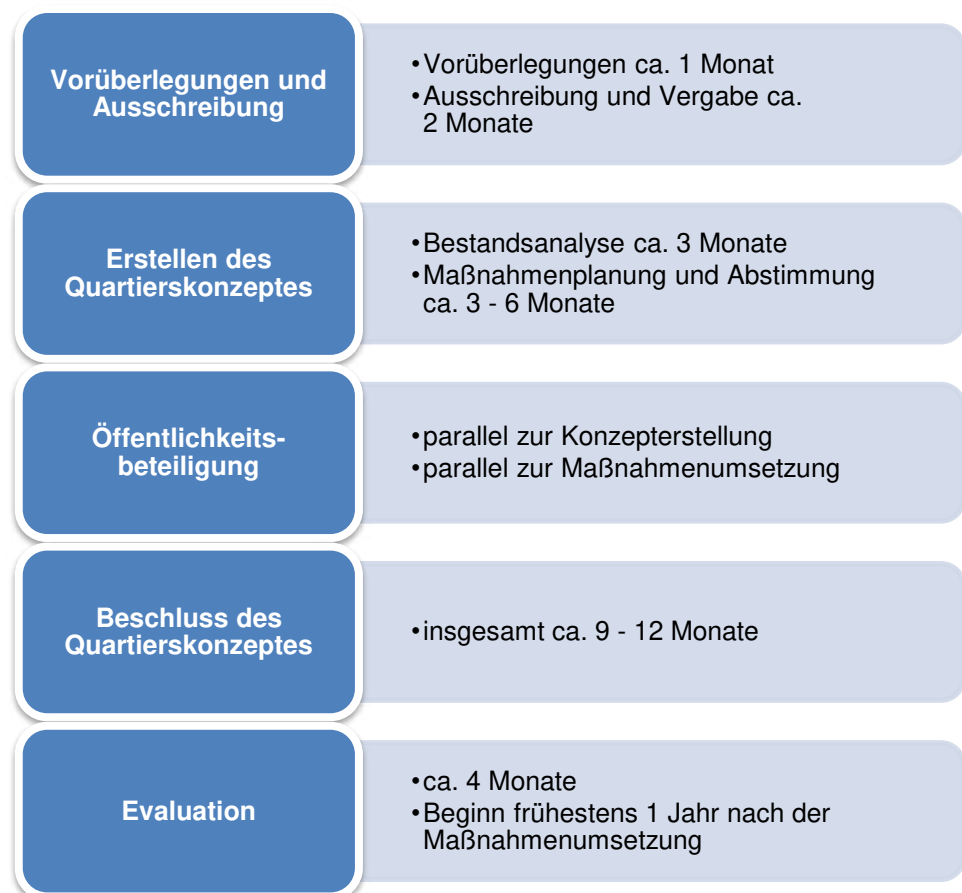 Vorüberlegungen und
Ausschreibung
•Vorüberlegungen ca. 1 Monat
•Ausschreibung und Vergabe ca.
2 Monate
Erstellen des
Quartierskonzeptes
•Bestandsanalyse ca. 3 Monate
•Maßnahmenplanung und Abstimmung
ca. 3 - 6 Monate
Öffentlichkeits-
beteiligung
•parallel zur Konzepterstellung
•parallel zur Maßnahmenumsetzung
Beschluss des
Quartierskonzeptes
•insgesamt ca. 9 - 12 Monate
Evaluation
•ca. 4 Monate
•Beginn frühestens 1 Jahr nach der
Maßnahmenumsetzung